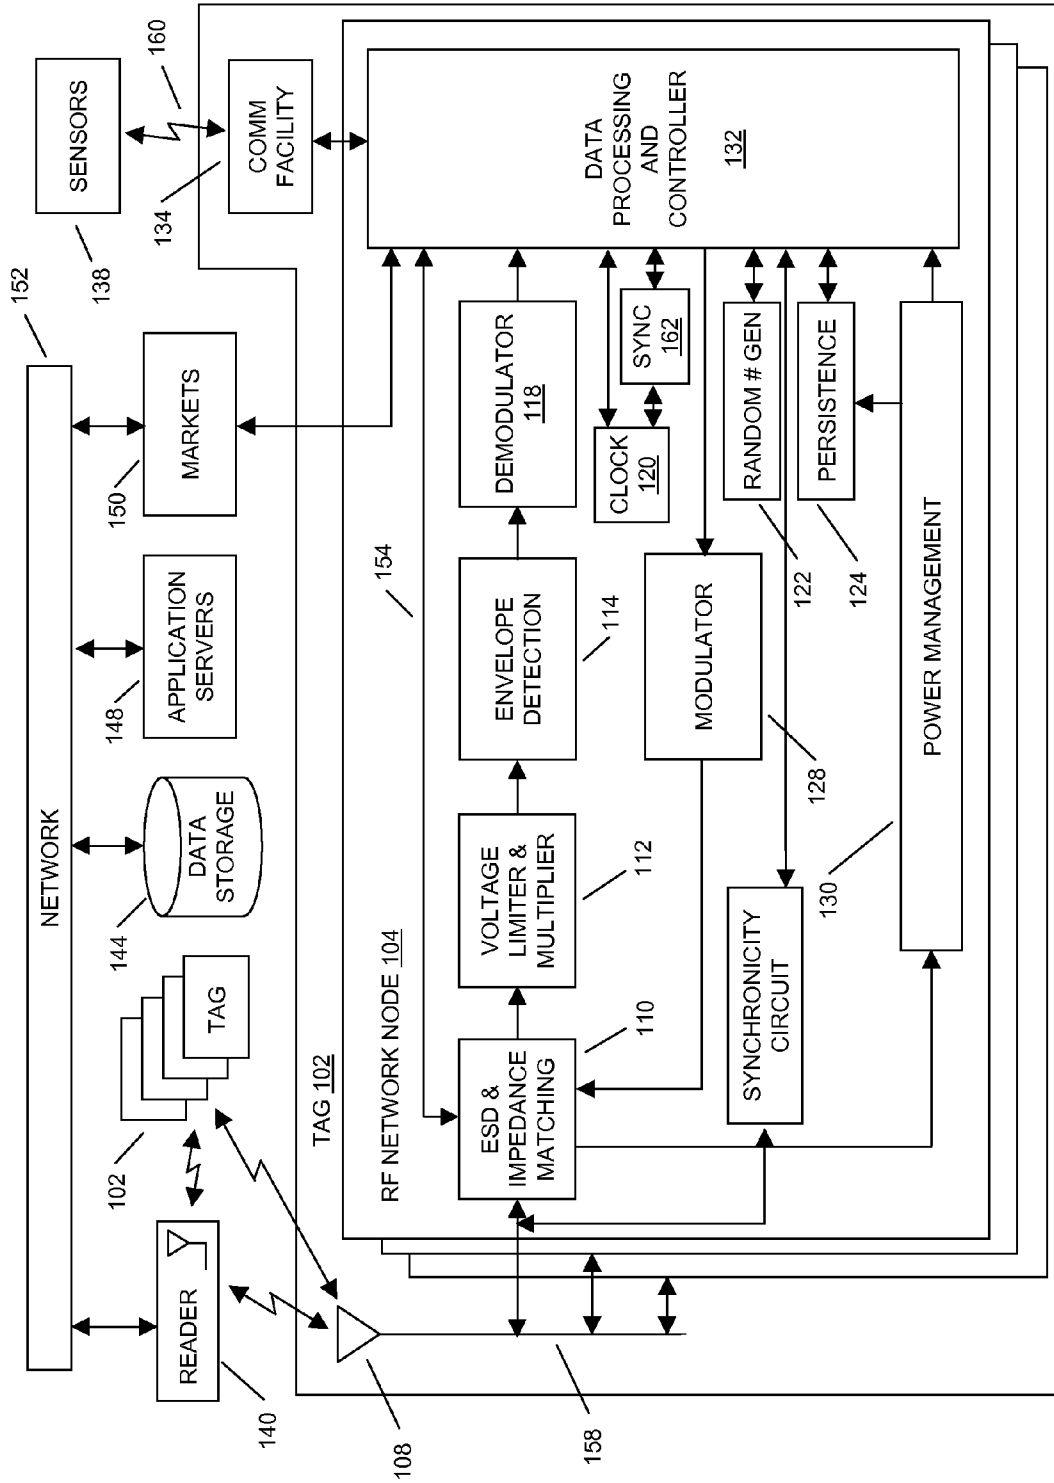 NETWORK
152
READER
140
102
TAG
144
DATA
STORAGE
148
APPLICATION
SERVERS
150
MARKETS
138
SENSORS
160
134
COMM
FACILITY
108
158
TAG 102
RF NETWORK NODE 104
154
ESD &
IMPEDANCE
MATCHING
110
VOLTAGE
LIMITER &
MULTIPLIER
112
ENVELOPE
DETECTION
114
DEMODULATOR
118
CLOCK
120
SYNC
162
MODULATOR
128
RANDOM # GEN
122
PERSISTENCE
124
SYNCHRONICITY
CIRCUIT
130
POWER MANAGEMENT
DATA
PROCESSING
AND
CONTROLLER
132